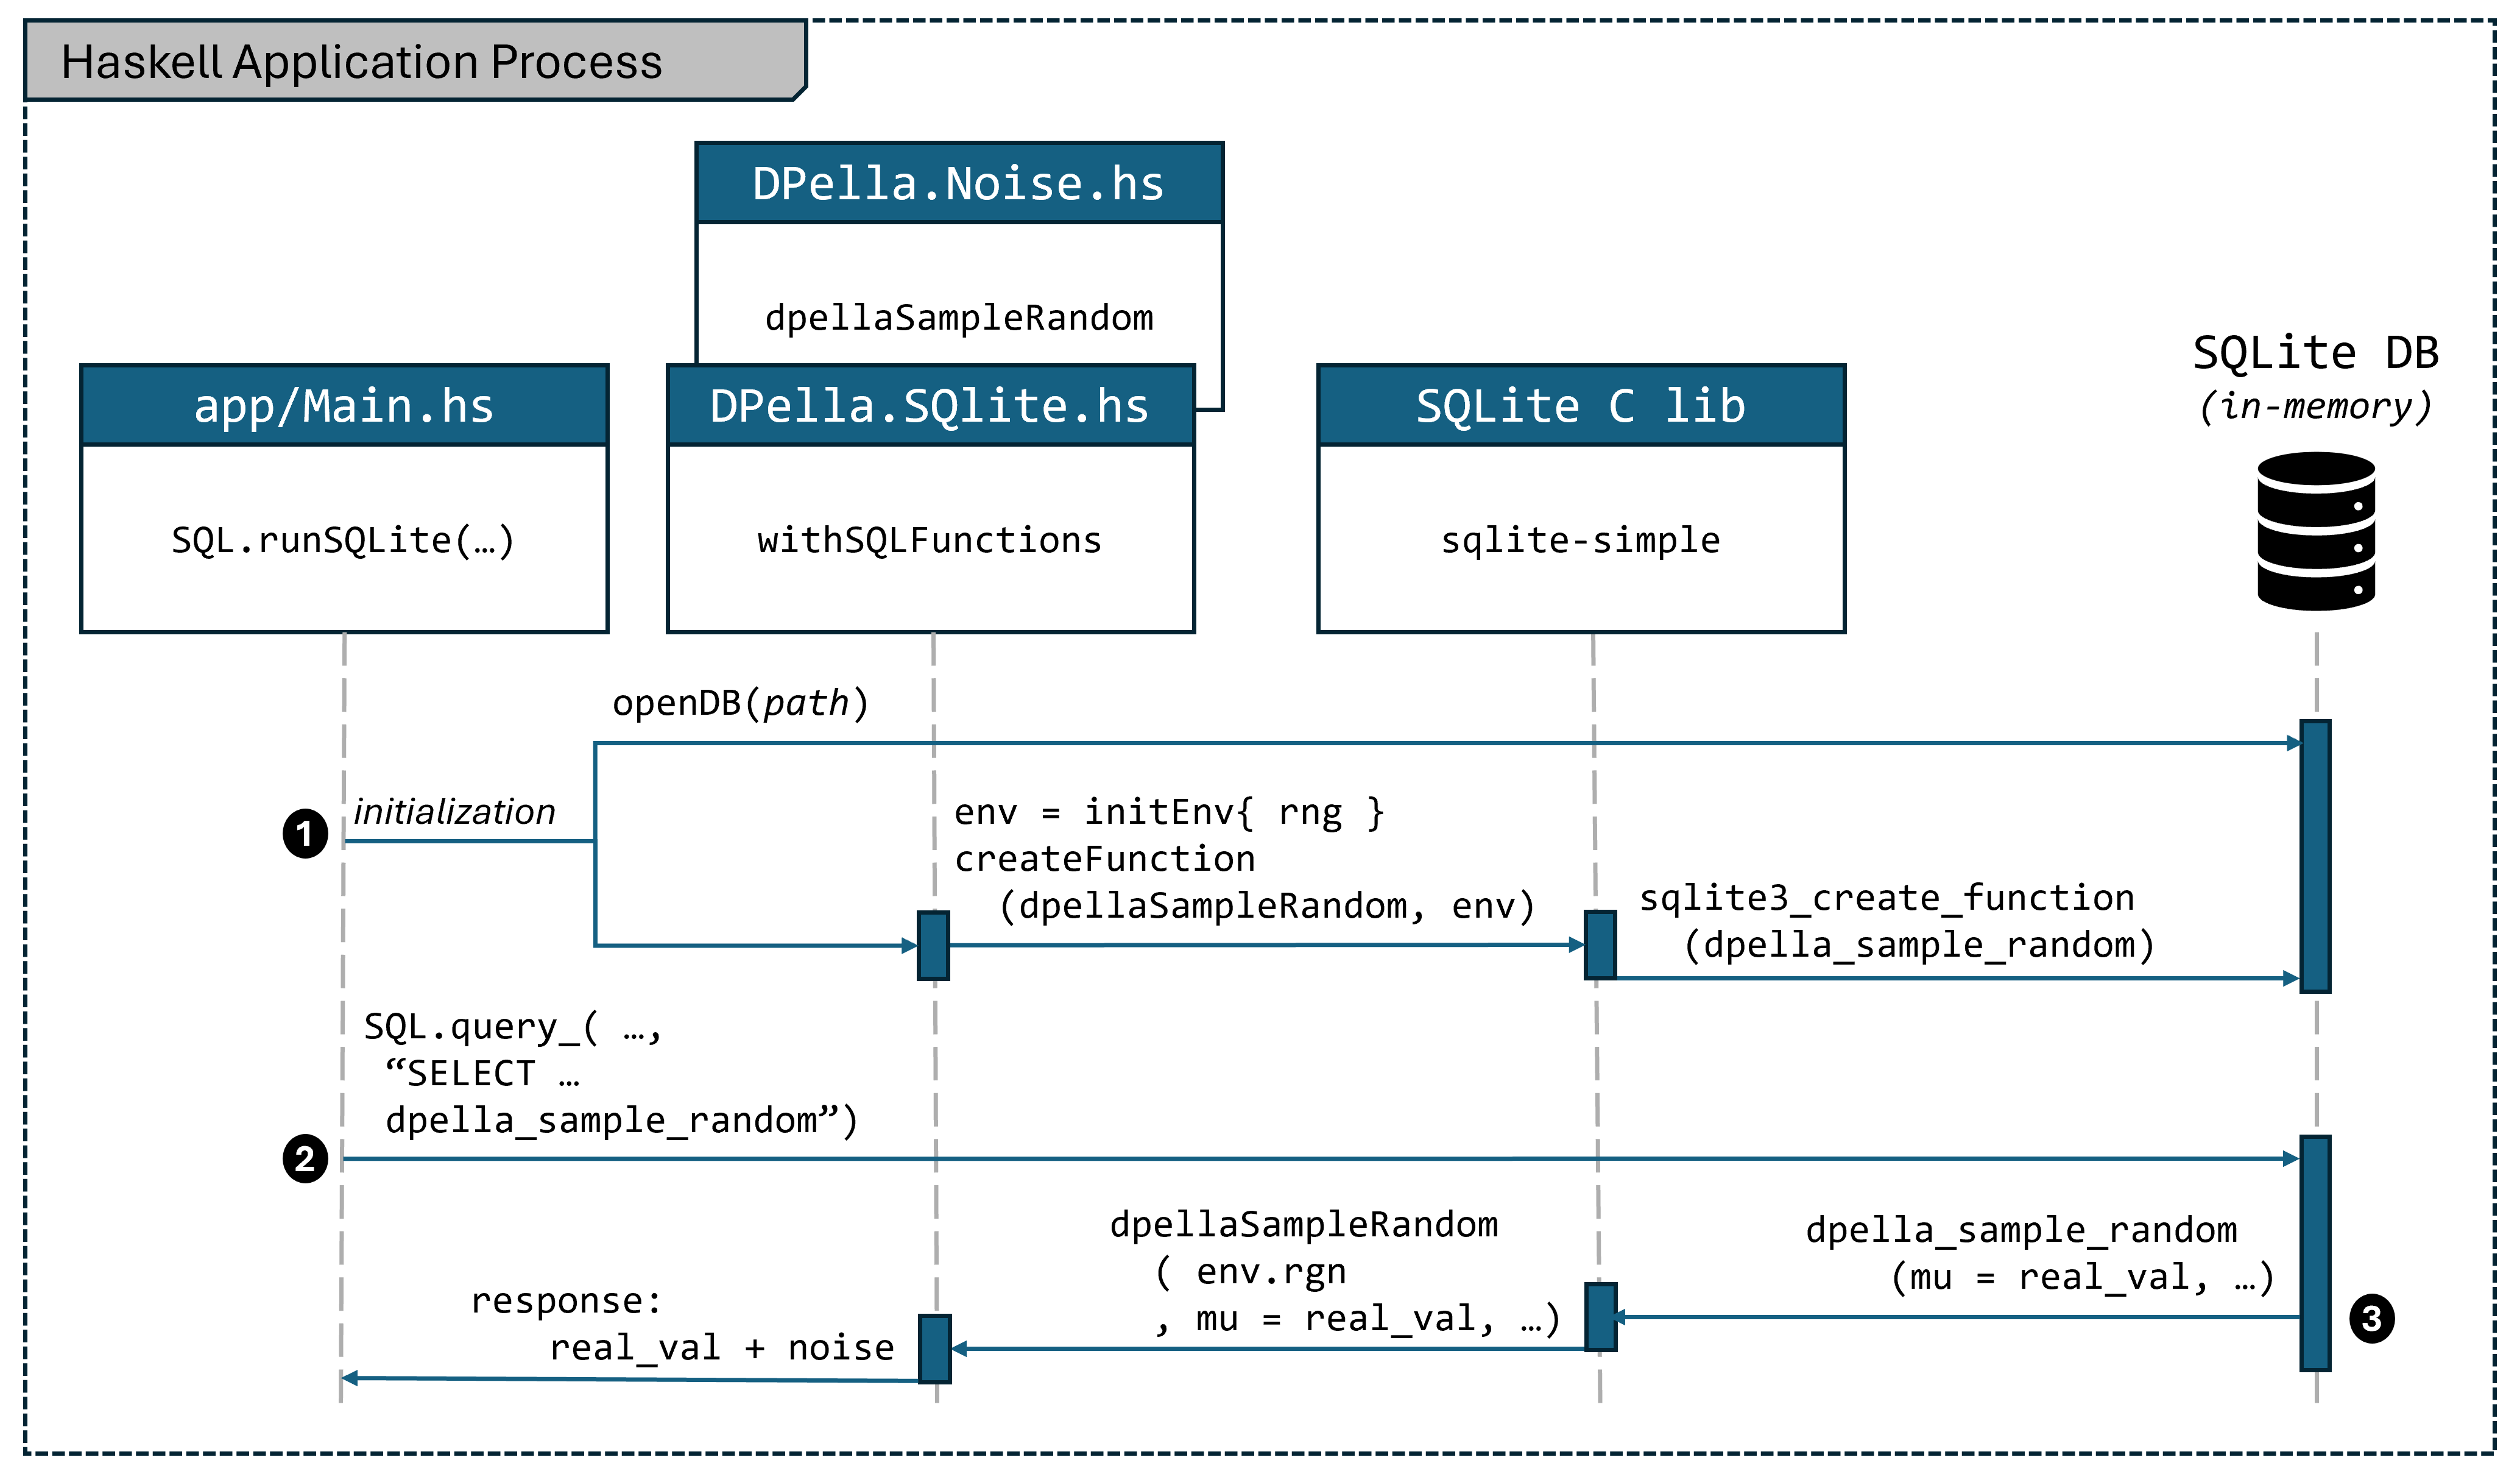 Haskell Application Process
DPella.Noise.hs
dpellaSampleRandom
app/Main.hs
SQL.runSQLite(…)
DPella.SQlite.hs
withSQLFunctions
SQLite C lib
sqlite-simple
SQLite DB
(in-memory)
openDB(path)
1
initialization
env = initEnv{ rng }
createFunction
(dpellaSampleRandom, env)
sqlite3_create_function
(dpella_sample_random)
SQL.query_( …,
“SELECT …
dpella_sample_random”)
2
dpella_sample_random
(mu = real_val, …)
3
dpellaSampleRandom
( env.rgn
, mu = real_val, …)
response:
real_val + noise